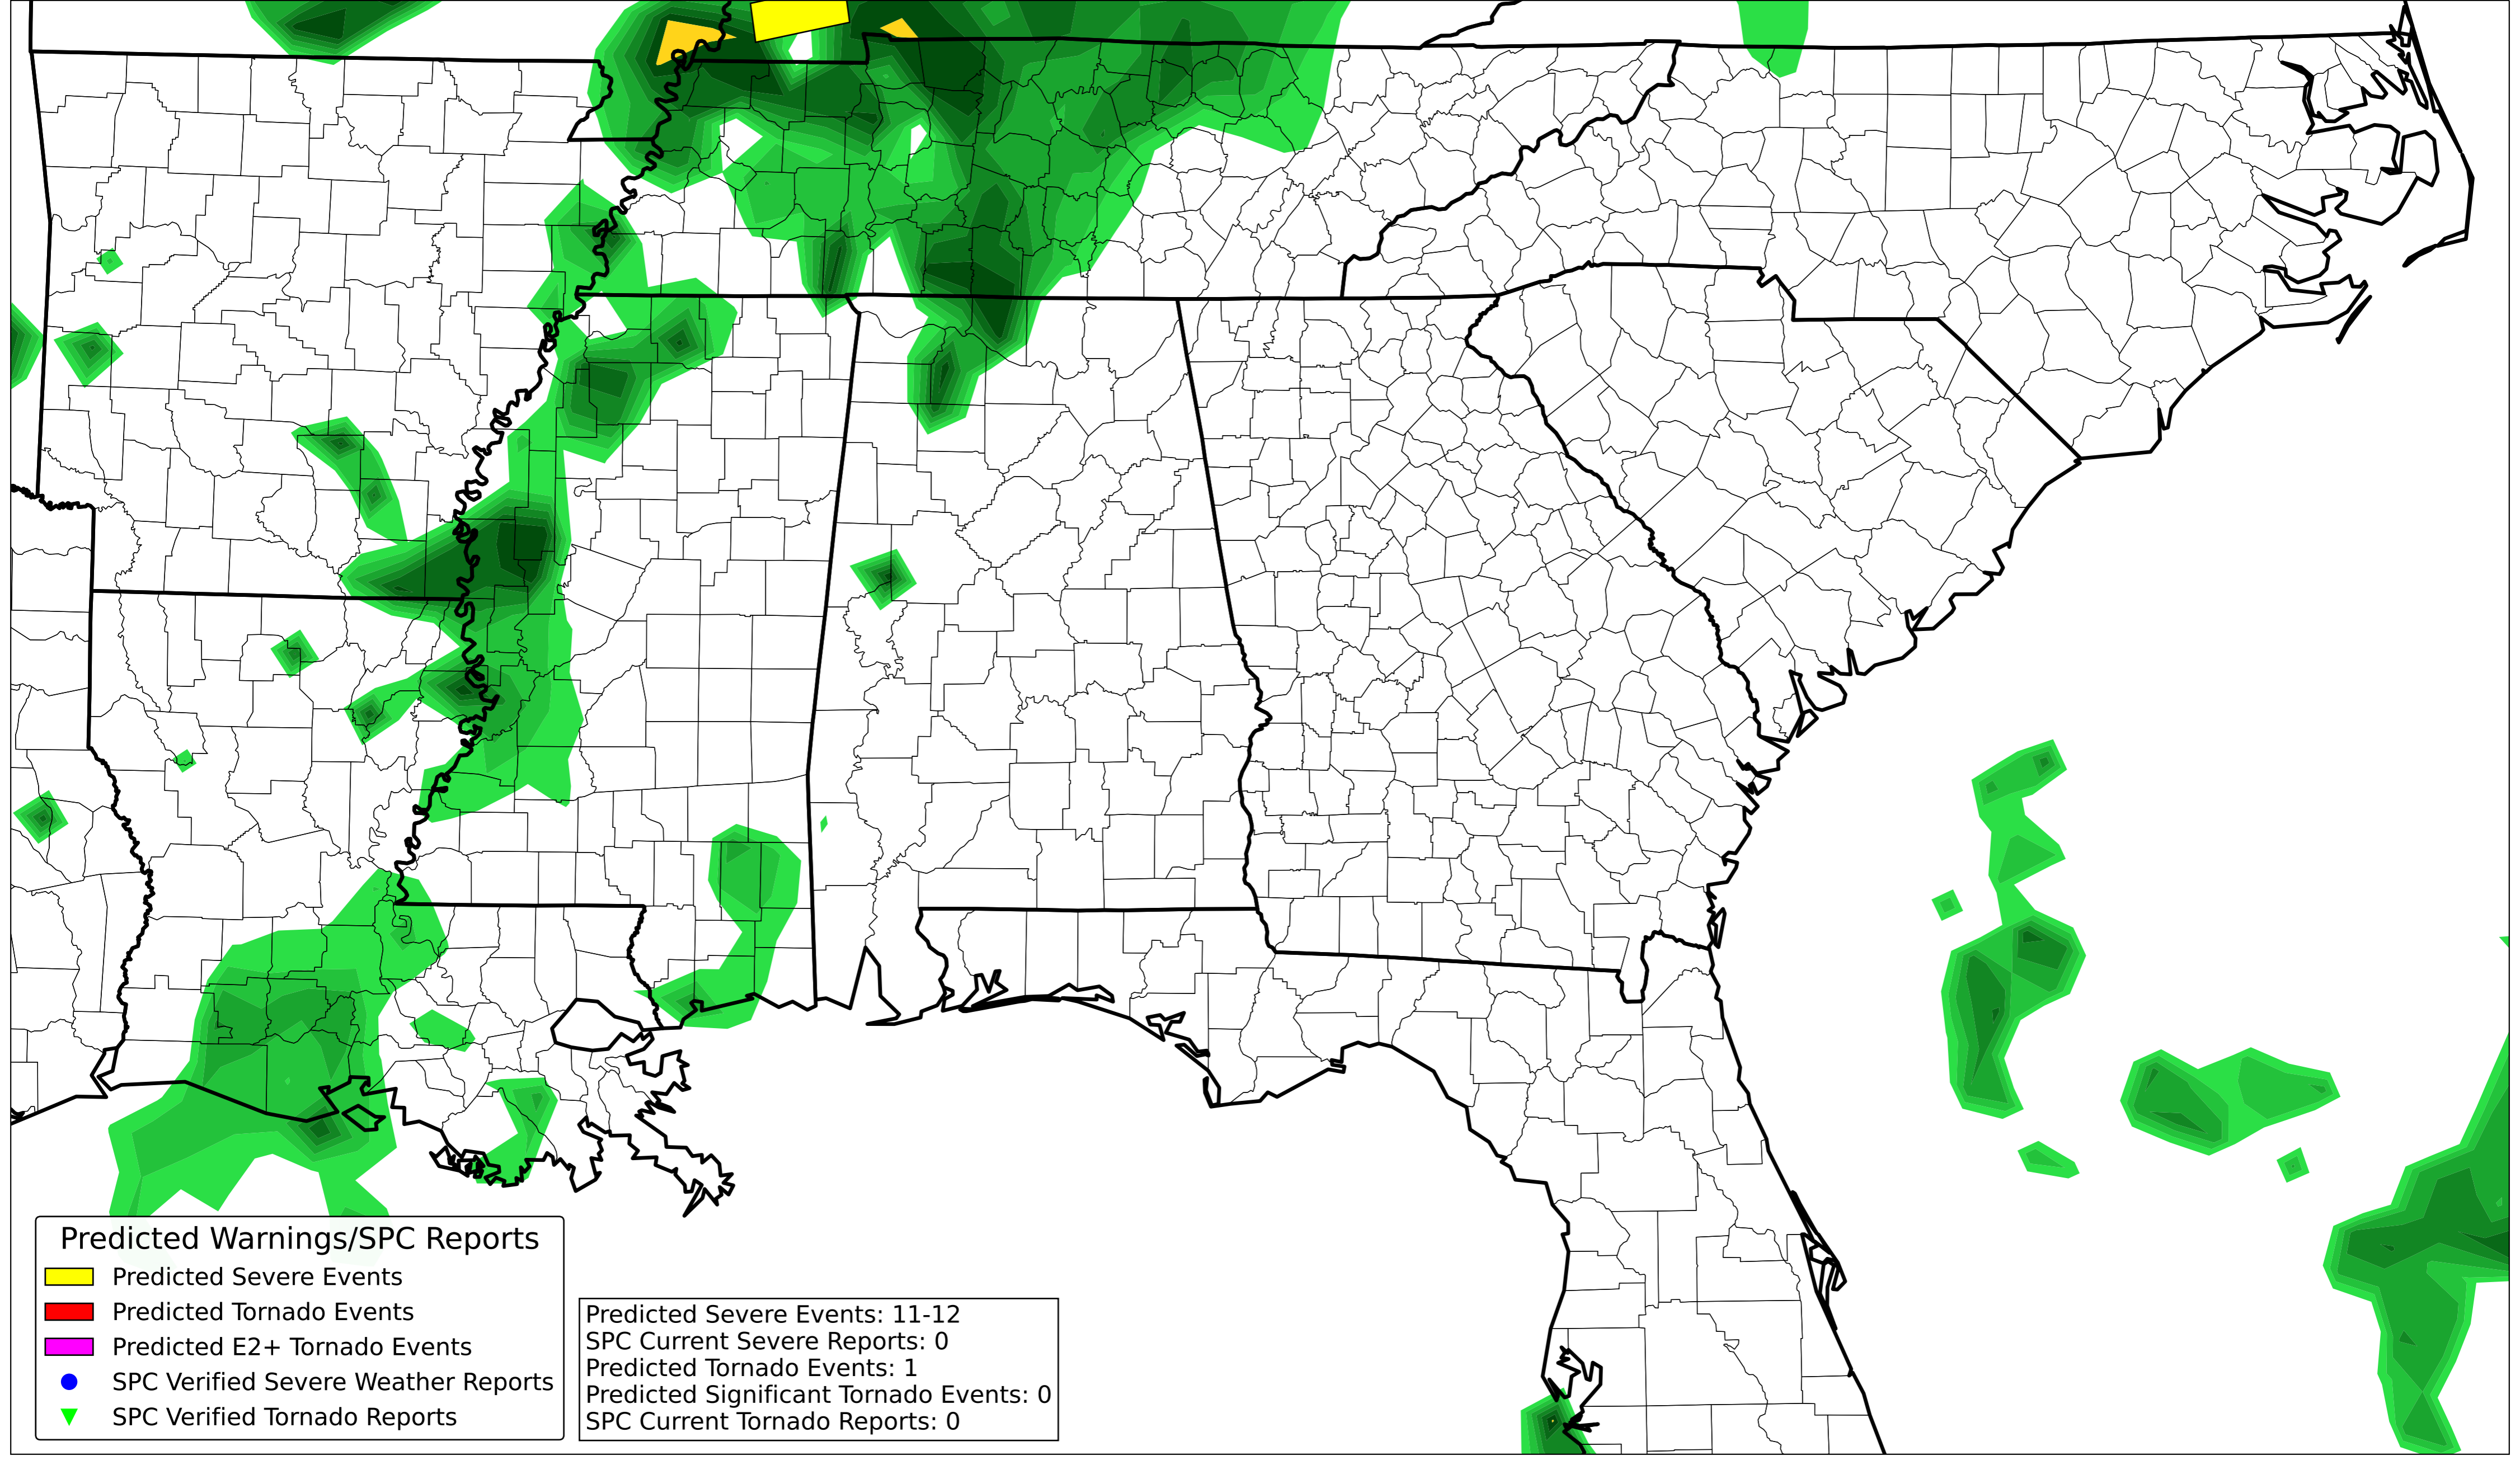 Predicted Warnings/SPC Reports
Predicted Severe Events
Predicted Tornado Events
Predicted E2+ Tornado Events
SPC Verified Severe Weather Reports
SPC Verified Tornado Reports
Predicted Severe Events: 11-12
SPC Current Severe Reports: 0
Predicted Tornado Events: 1
Predicted Significant Tornado Events: 0
SPC Current Tornado Reports: 0